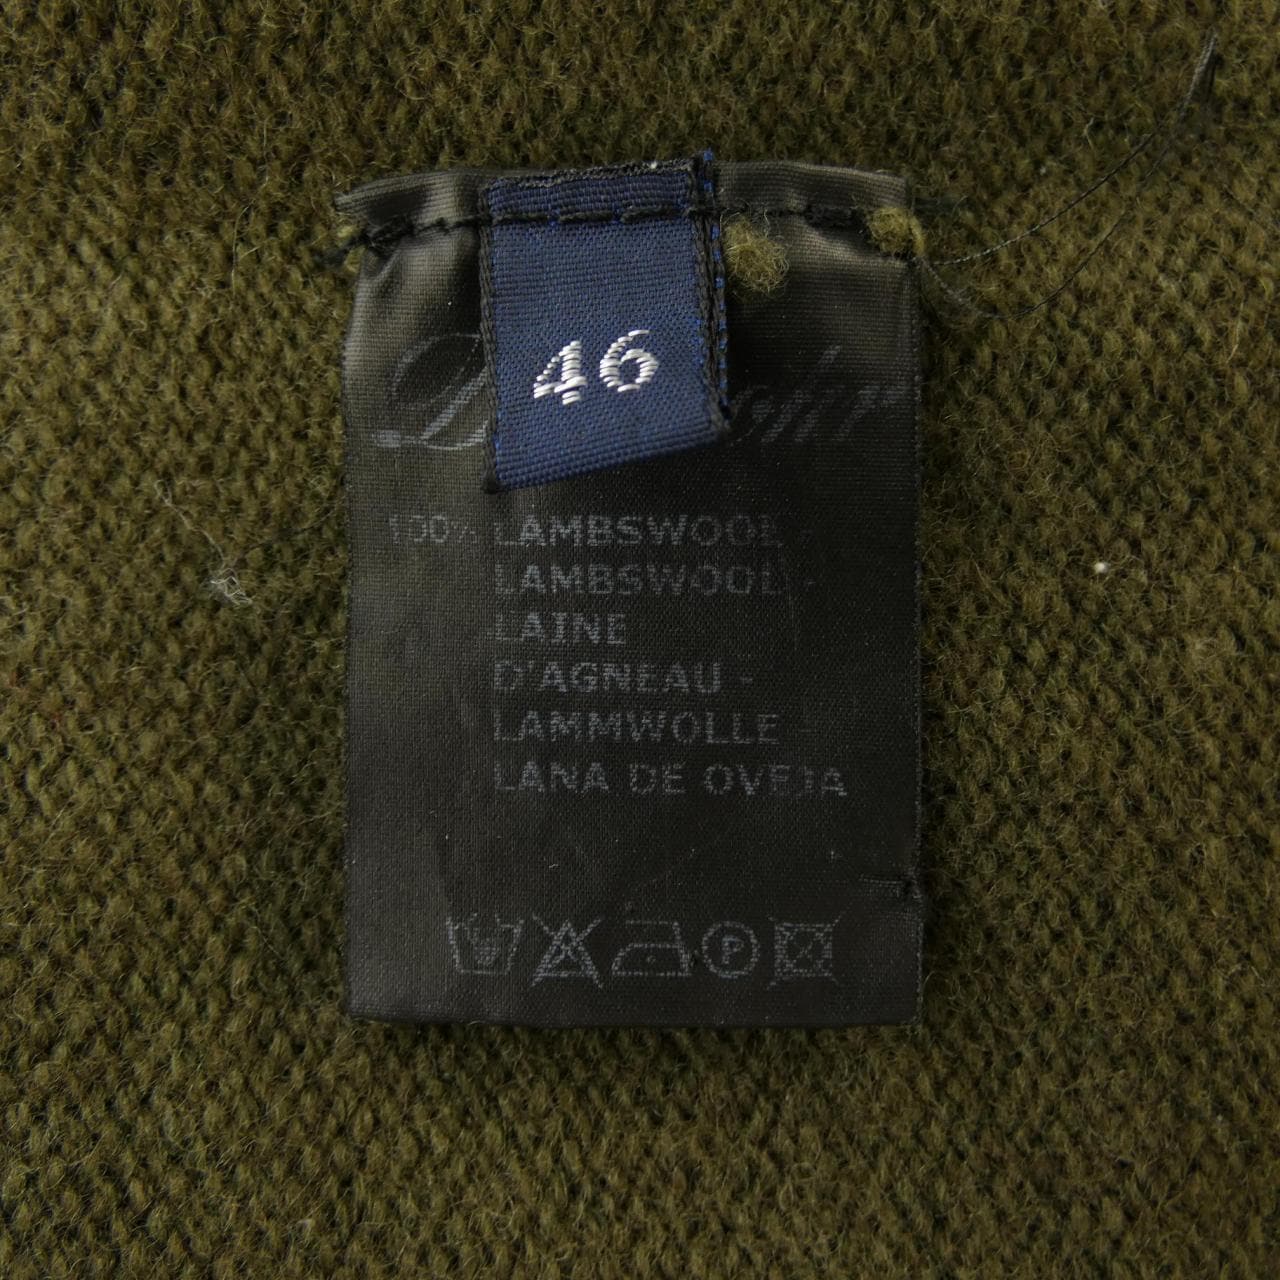 46
100% LAMBSWOOL -
LAMBSWOOL -
LAINE
D'AGNEAU -
LAMMWOLLE -
LANA DE OVEJA
P